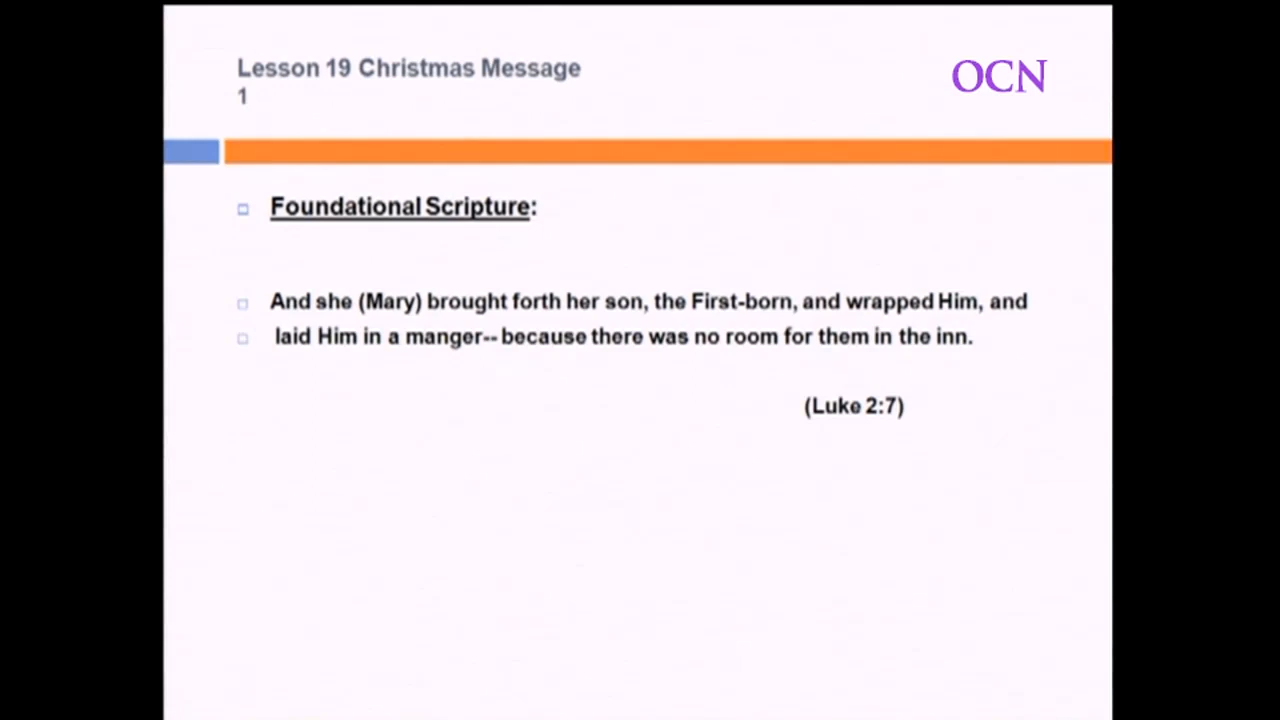 Lesson 19 Christmas Message
1
OCN
Foundational Scripture:
And she (Mary) brought forth her son, the First-born, and wrapped Him, and
laid Him in a manger-- because there was no room for them in the inn.
(Luke 2:7)